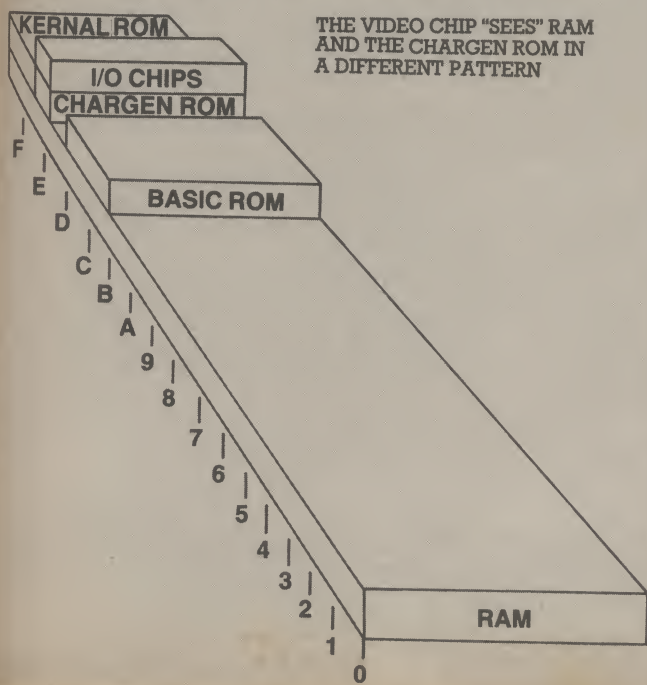 KERNAL ROM
THE VIDEO CHIP "SEES" RAM
AND THE CHARGEN ROM IN
A DIFFERENT PATTERN
I/O CHIPS
CHARGEN ROM
F
E
D
BASIC ROM
C
B
A
9
8
7
6
5
4
3
2
RAM
1
0